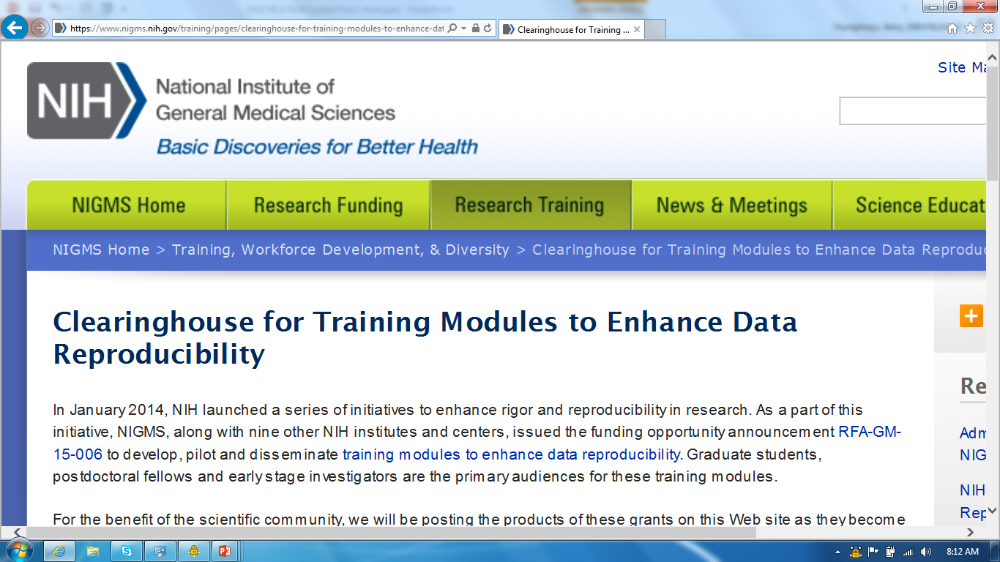 https://www.nigms.nih.gov/training/pages/clearinghouse-for-training-modules-to-enhance-dat
Clearinghouse for Training ...
Site Ma
NIH
National Institute of
General Medical Sciences
Basic Discoveries for Better Health
NIGMS Home
Research Funding
Research Training
News & Meetings
Science Educat
NIGMS Home > Training, Workforce Development, & Diversity > Clearinghouse for Training Modules to Enhance Data Reproduc
Clearinghouse for Training Modules to Enhance Data
Reproducibility
In January 2014, NIH launched a series of initiatives to enhance rigor and reproducibility in research. As a part of this
initiative, NIGMS, along with nine other NIH institutes and centers, issued the funding opportunity announcement RFA-GM-
15-006 to develop, pilot and disseminate training modules to enhance data reproducibility. Graduate students,
postdoctoral fellows and early stage investigators are the primary audiences for these training modules.
For the benefit of the scientific community, we will be posting the products of these grants on this Web site as they become
Re
Adm
NIG
NIH
Rep
8:12 AM